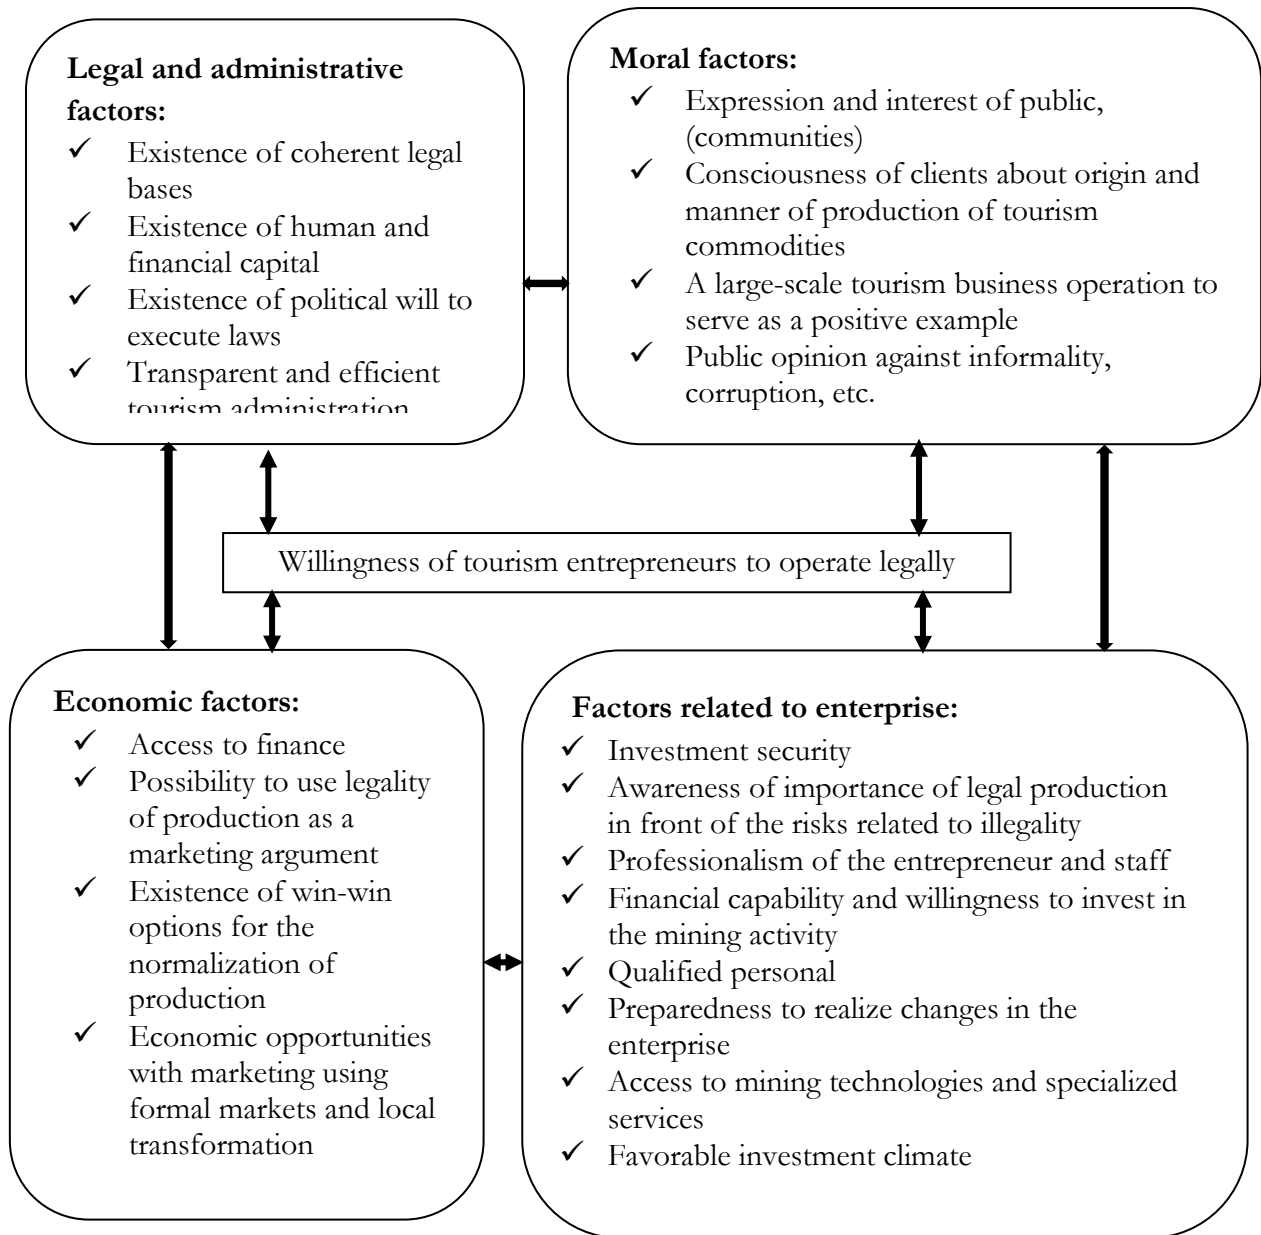 Legal and administrative
factors:
✓ Existence of coherent legal
bases
✓ Existence of human and
financial capital
✓ Existence of political will to
execute laws
✓ Transparent and efficient
tourism administration
Moral factors:
✓ Expression and interest of public,
(communities)
✓ Consciousness of clients about origin and
manner of production of tourism
commodities
✓ A large-scale tourism business operation to
serve as a positive example
✓ Public opinion against informality,
corruption, etc.
Willingness of tourism entrepreneurs to operate legally
Economic factors:
✓ Access to finance
✓ Possibility to use legality
of production as a
marketing argument
✓ Existence of win-win
options for the
normalization of
production
✓ Economic opportunities
with marketing using
formal markets and local
transformation
Factors related to enterprise:
✓ Investment security
✓ Awareness of importance of legal production
in front of the risks related to illegality
✓ Professionalism of the entrepreneur and staff
✓ Financial capability and willingness to invest in
the mining activity
✓ Qualified personal
✓ Preparedness to realize changes in the
enterprise
✓ Access to mining technologies and specialized
services
✓ Favorable investment climate